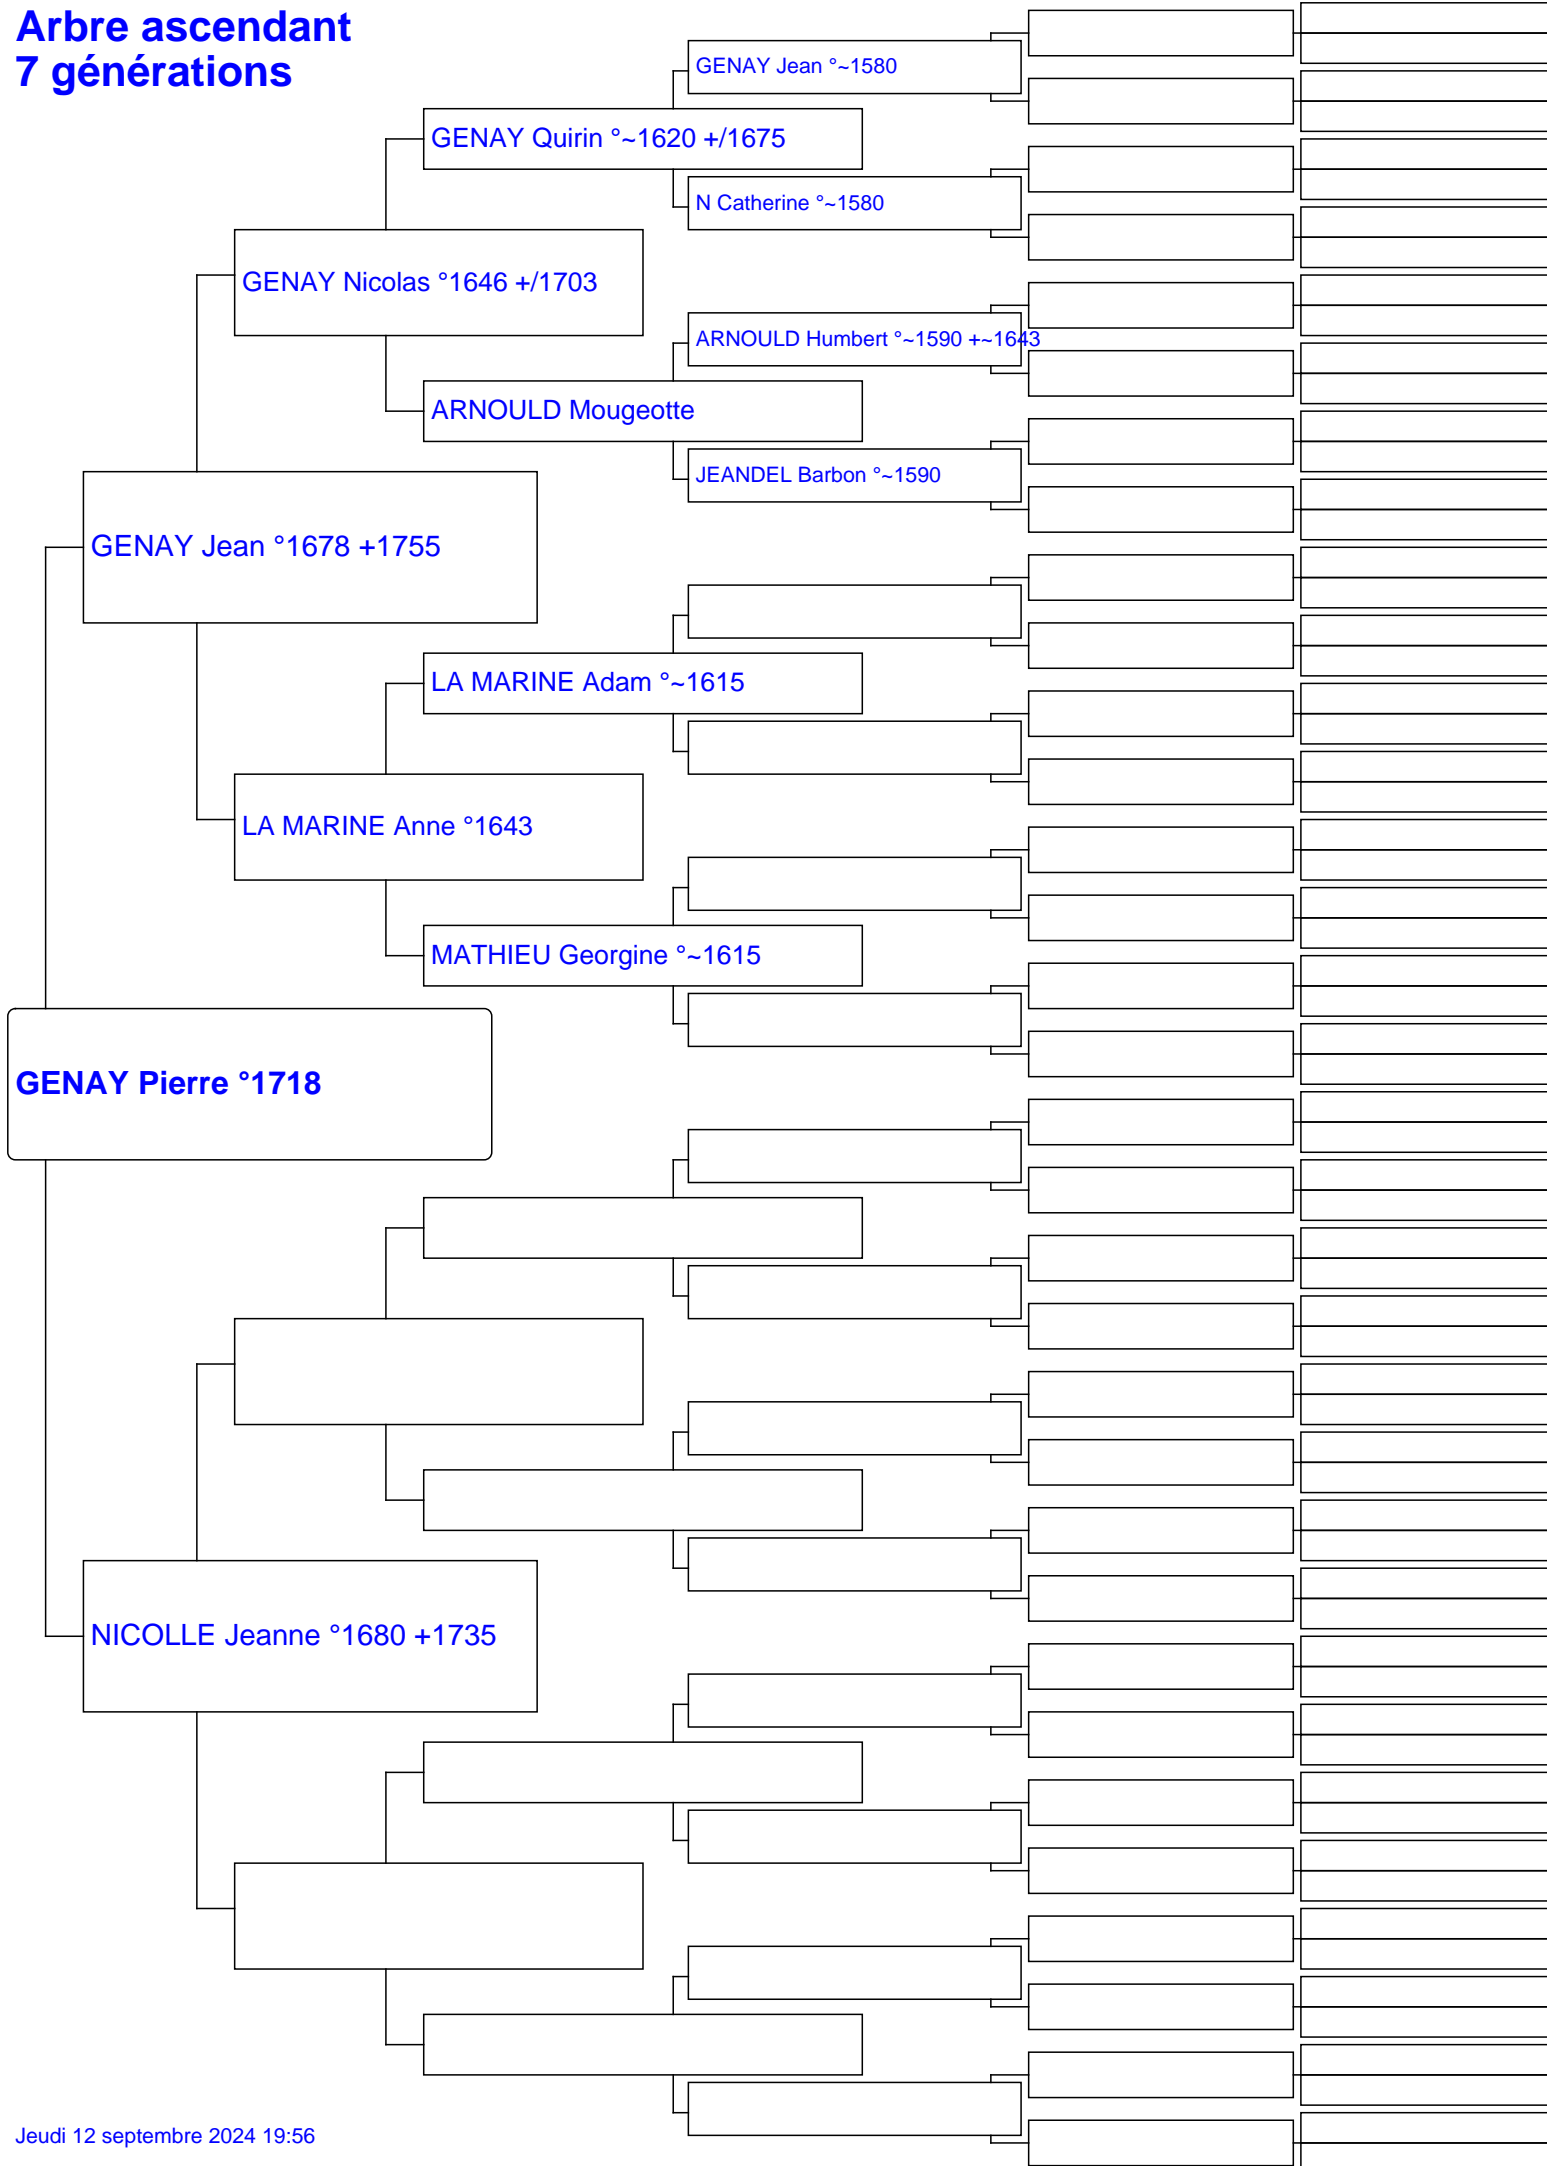 Arbre ascendant
7 générations
GENAY Jean °~1580
GENAY Quirin °~1620 +/1675
N Catherine °~1580
GENAY Nicolas °1646 +/1703
ARNOULD Humbert °~1590 +~1643
ARNOULD Mougeotte
JEANDEL Barbon °~1590
GENAY Jean °1678 +1755
LA MARINE Adam °~1615
LA MARINE Anne °1643
MATHIEU Georgine °~1615
GENAY Pierre °1718
NICOLLE Jeanne °1680 +1735
Jeudi 12 septembre 2024 19:56